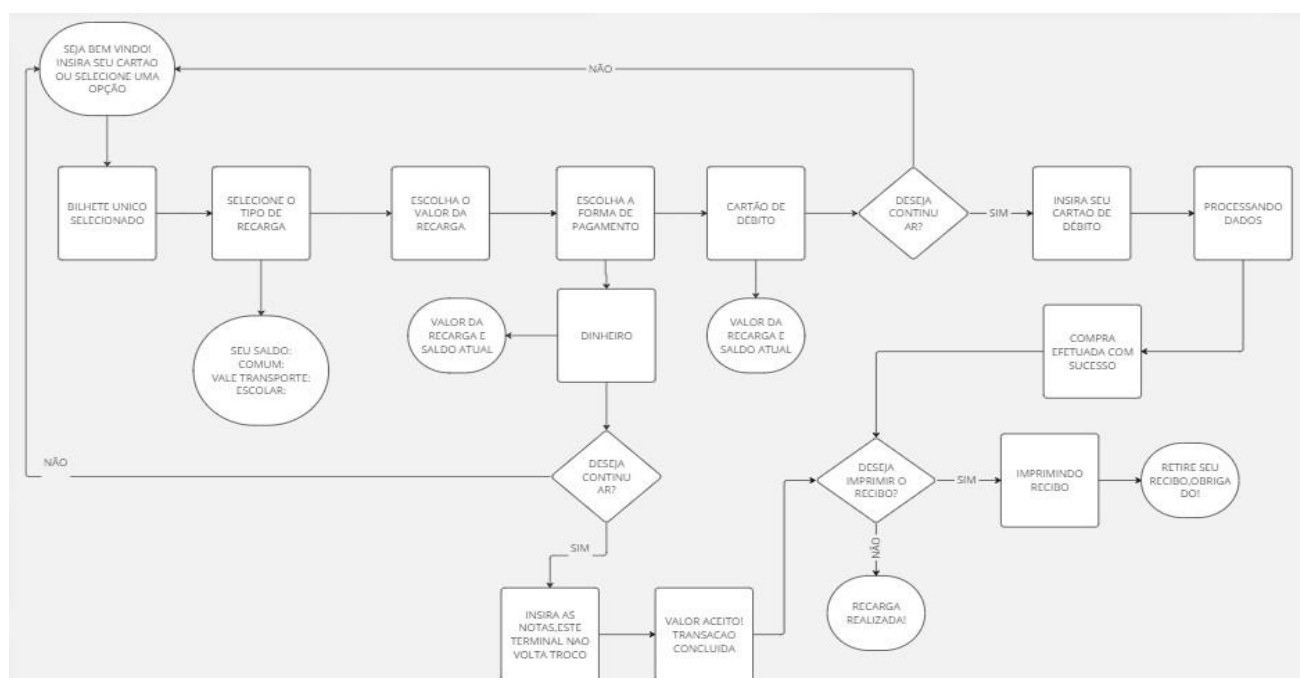 SEJA BEM VINDO!
INSIRA SEU CARTAO
OU SELECIONE UMA
OPÇÃO
NÃO
BILHETE UNICO
SELECIONADO
SELECIONE O
TIPO DE
RECARGA
ESCOLHA O
VALOR DA
RECARGA
ESCOLHA A
FORMA DE
PAGAMENTO
CARTÃO DE
DÉBITO
DESEJA
CONTINU
AR?
SIM
INSIRA SEU
CARTAO DE
DÉBITO
PROCESSANDO
DADOS
SEU SALDO:
COMUM:
VALE TRANSPORTE:
ESCOLAR:
VALOR DA
RECARGA E
SALDO ATUAL
DINHEIRO
VALOR DA
RECARGA E
SALDO ATUAL
COMPRA
EFETUADA COM
SUCESSO
NÃO
DESEJA
CONTINU
AR?
DESEJA
IMPRIMIR O
RECIBO?
SIM
IMPRIMINDO
RECIBO
RETIRE SEU
RECIBO,OBRIGA
DO!
SIM
NÃO
INSIRA AS
NOTAS,ESTE
TERMINAL NAO
VOLTA TROCO
VALOR ACEITO!
TRANSACAO
CONCLUIDA
RECARGA
REALIZADA!